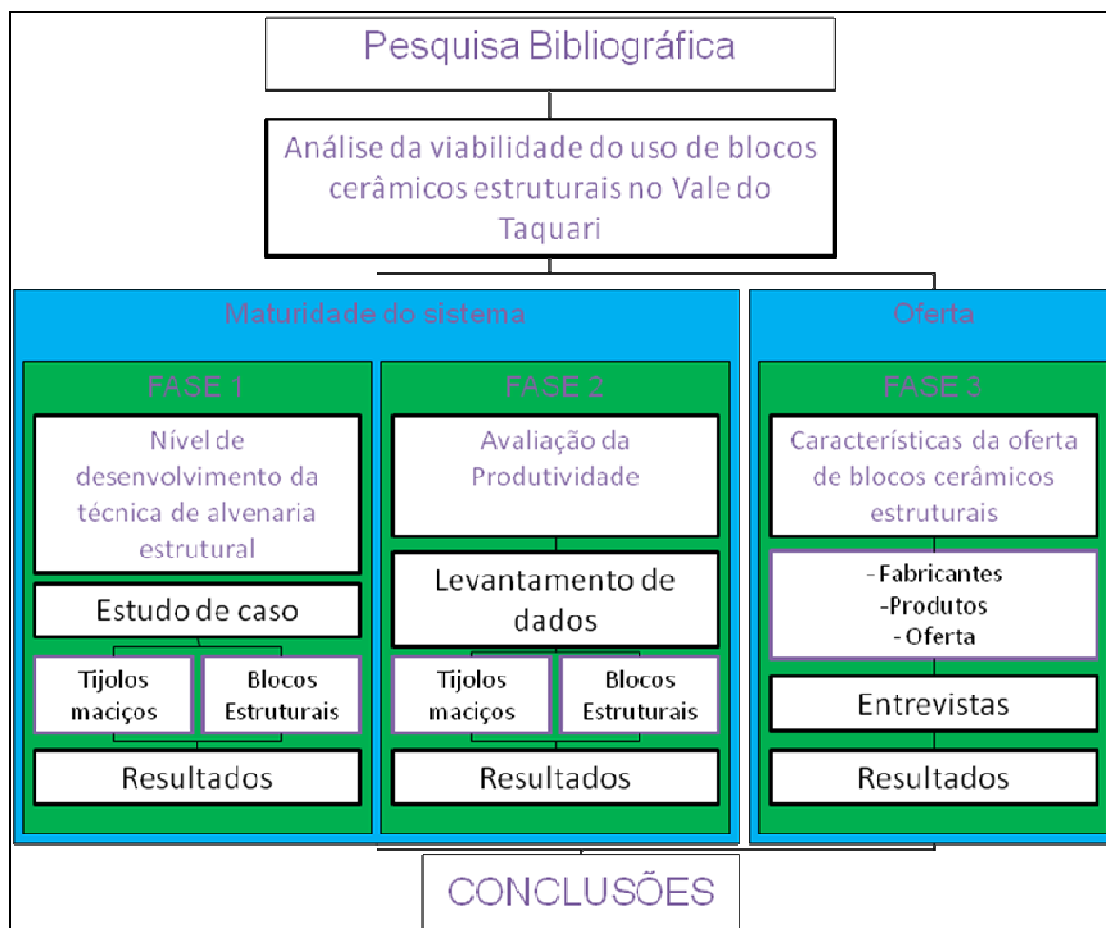 Pesquisa Bibliográfica
Análise da viabilidade do uso de blocos
cerâmicos estruturais no Vale do
Taquari
Maturidade do sistema
FASE 1
Nível de
desenvolvimento da
técnica de alvenaria
estrutural
Estudo de caso
Tijolos
maciços
Blocos
Estruturais
Resultados
FASE 2
Avaliação da
Produtividade
Levantamento de
dados
Tijolos
maciços
Blocos
Estruturais
Resultados
Oferta
FASE 3
Características da oferta
de blocos cerâmicos
estruturais
- Fabricantes
-Produtos
- Oferta
Entrevistas
Resultados
CONCLUSÕES